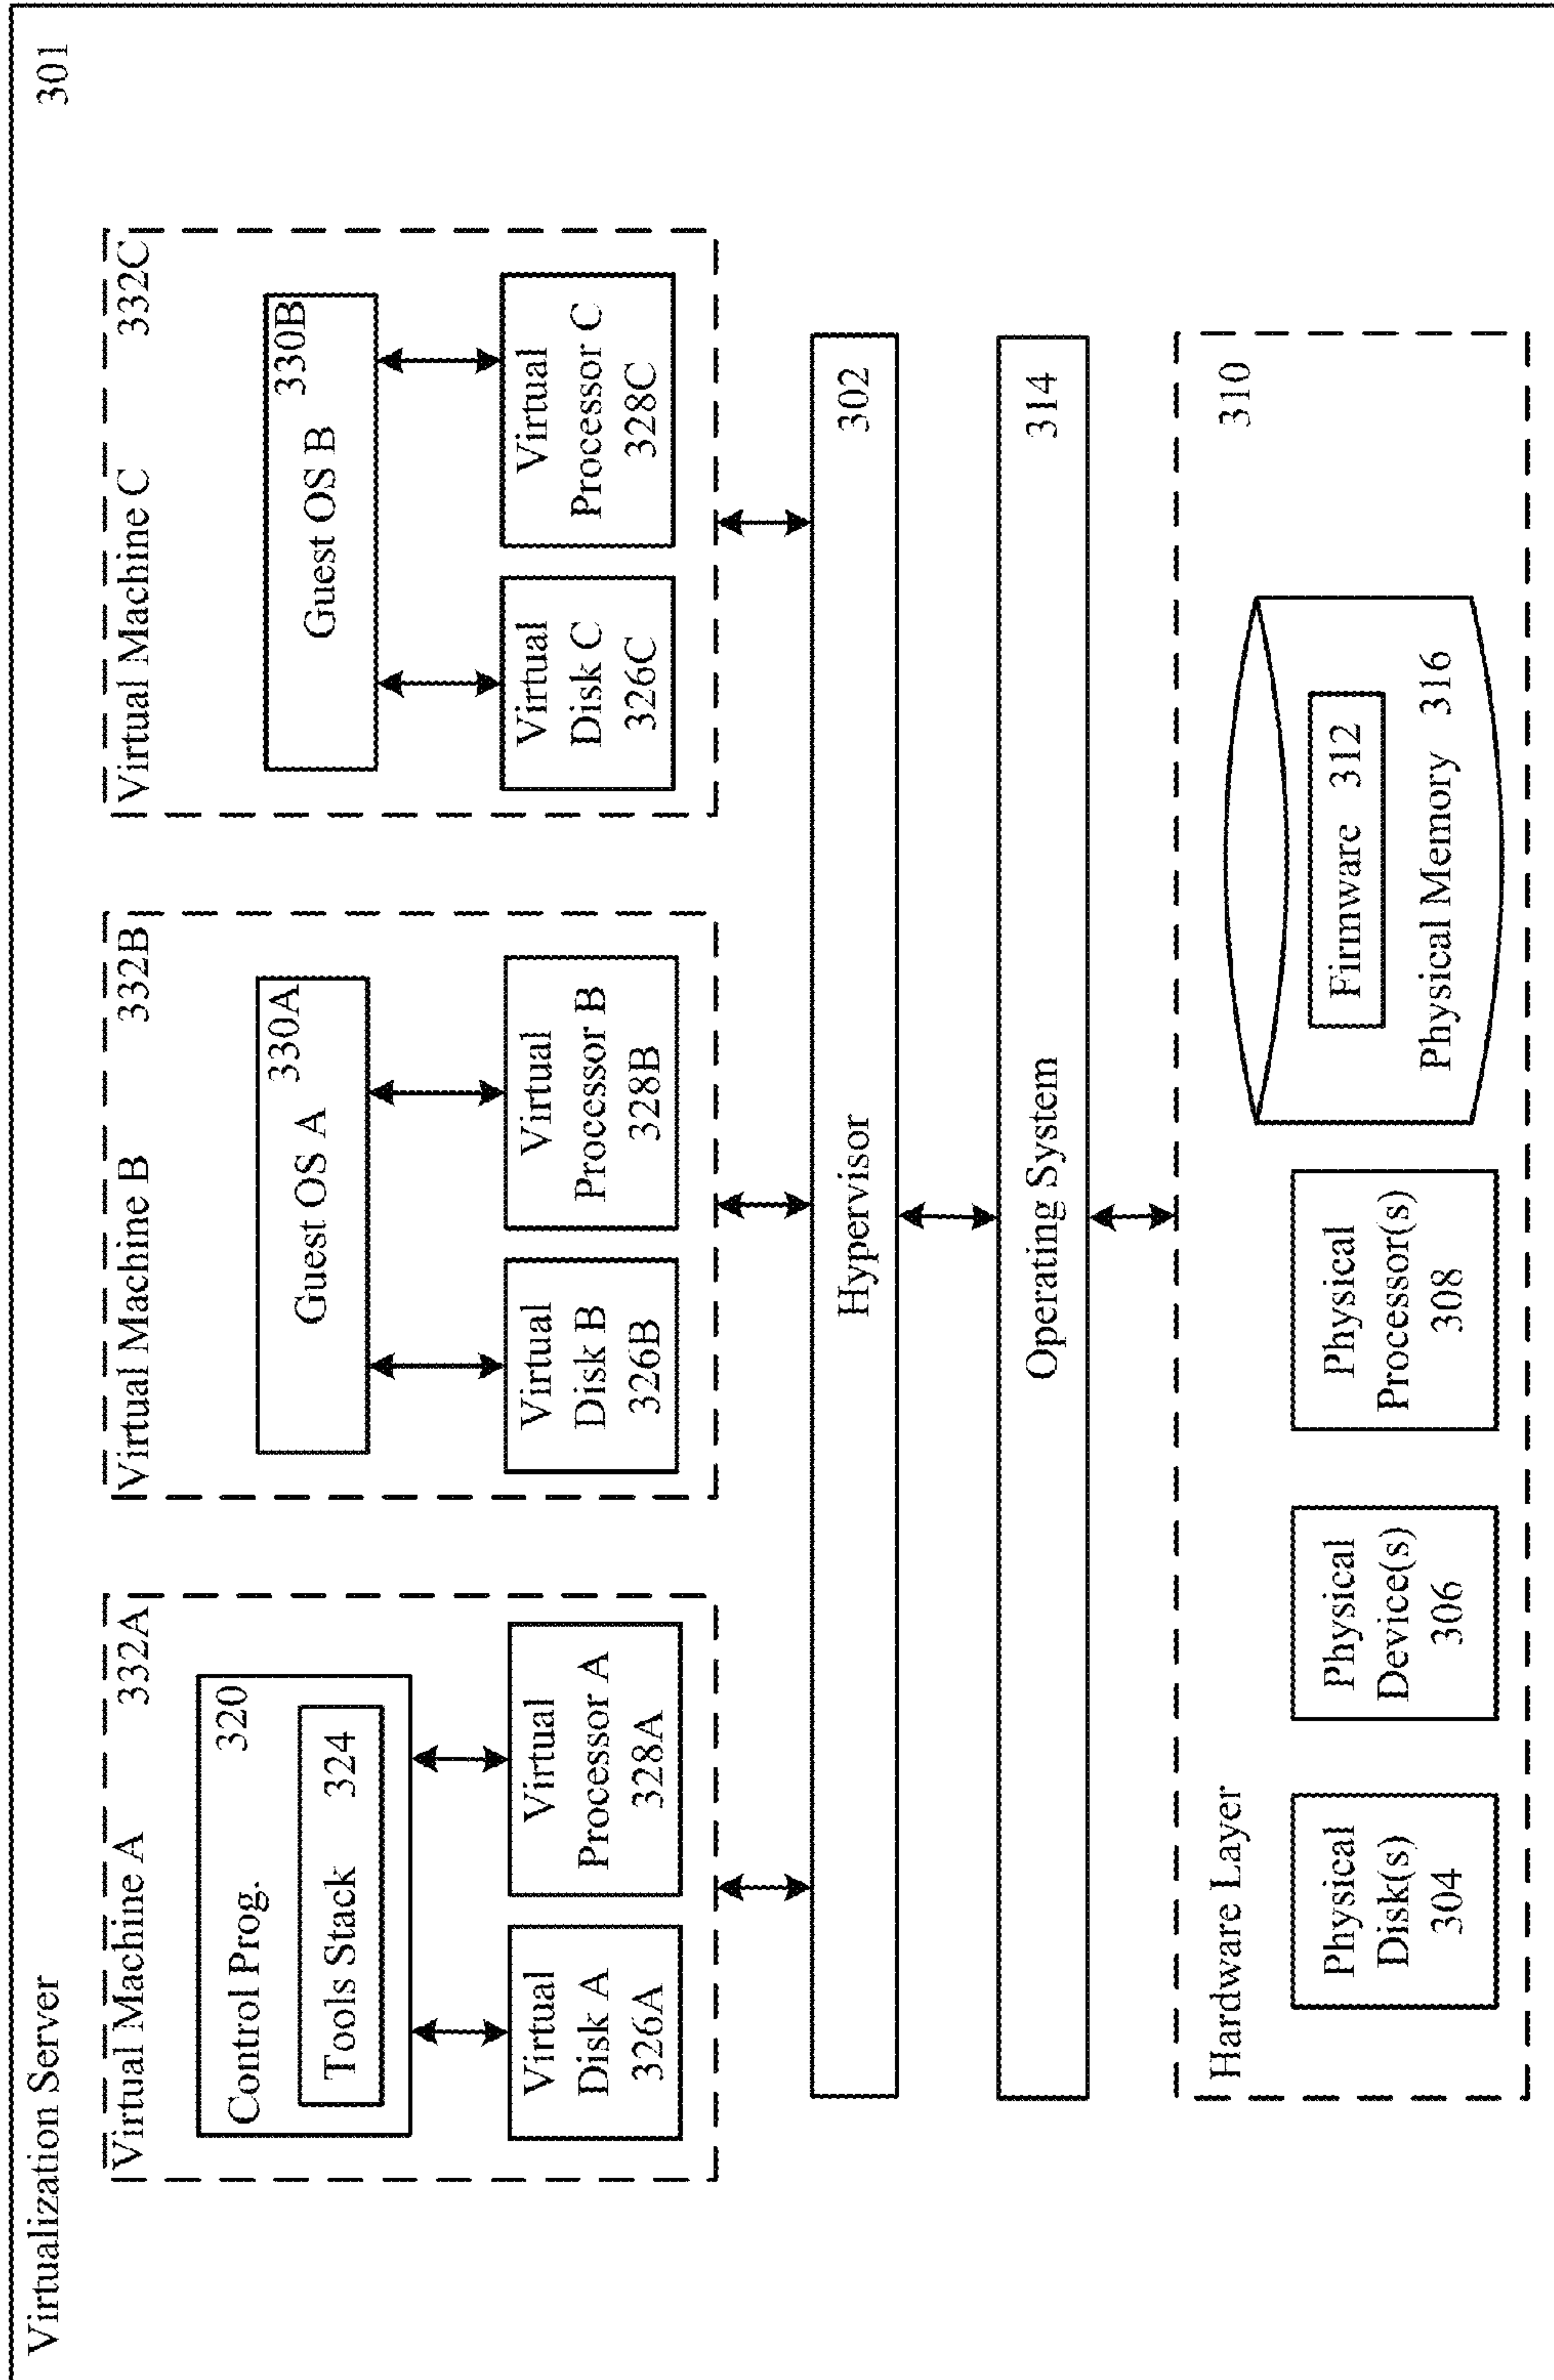 Virtualization Server
301
Virtual Machine A
332A
Control Prog.
320
Tools Stack 324
Virtual
Disk A
326A
Virtual
Processor A
328A
Virtual Machine B
332B
330A
Guest OS A
Virtual
Disk B
326B
Virtual
Processor B
328B
Virtual Machine C
332C
330B
Guest OS B
Virtual
Disk C
326C
Virtual
Processor C
328C
Hypervisor
302
Operating System
314
Hardware Layer
310
Physical
Disk(s)
304
Physical
Device(s)
306
Physical
Processor(s)
308
Firmware 312
Physical Memory 316